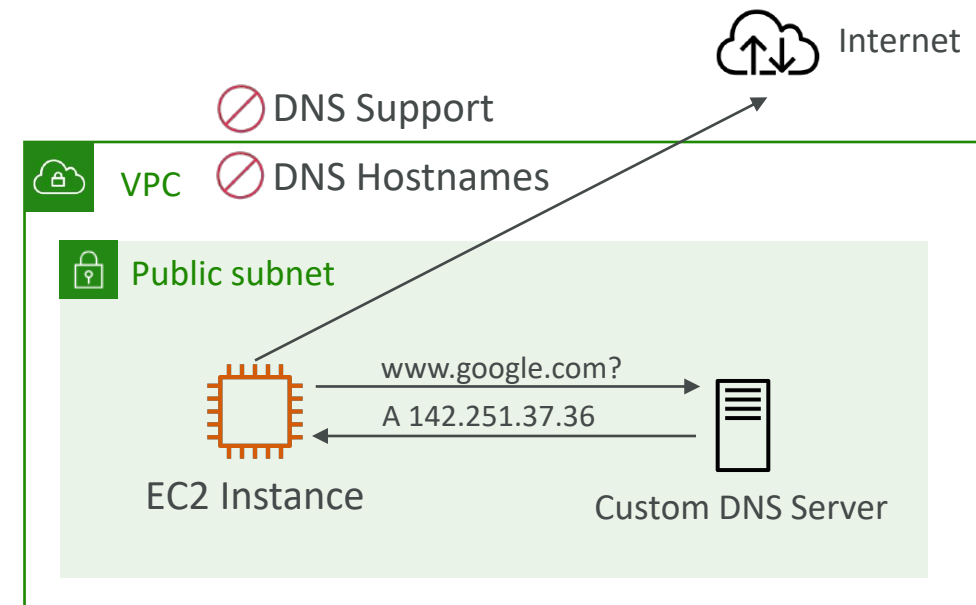 Internet
DNS Support
VPC
DNS Hostnames
Public subnet
www.google.com?
A 142.251.37.36
EC2 Instance
Custom DNS Server